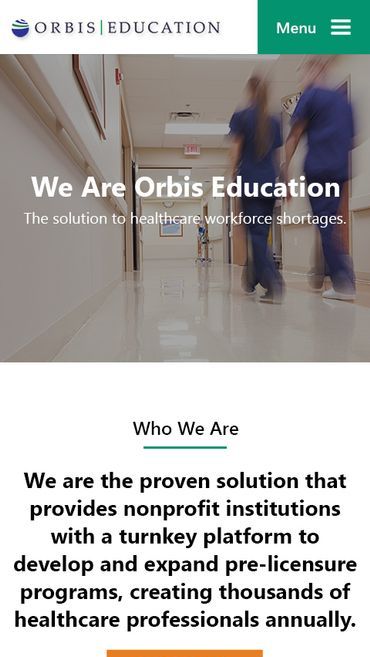 ORBIS | EDUCATION
Menu
We Are Orbis Education
The solution to healthcare workforce shortages.
Who We Are
We are the proven solution that
provides nonprofit institutions
with a turnkey platform to
develop and expand pre-licensure
programs, creating thousands of
healthcare professionals annually.